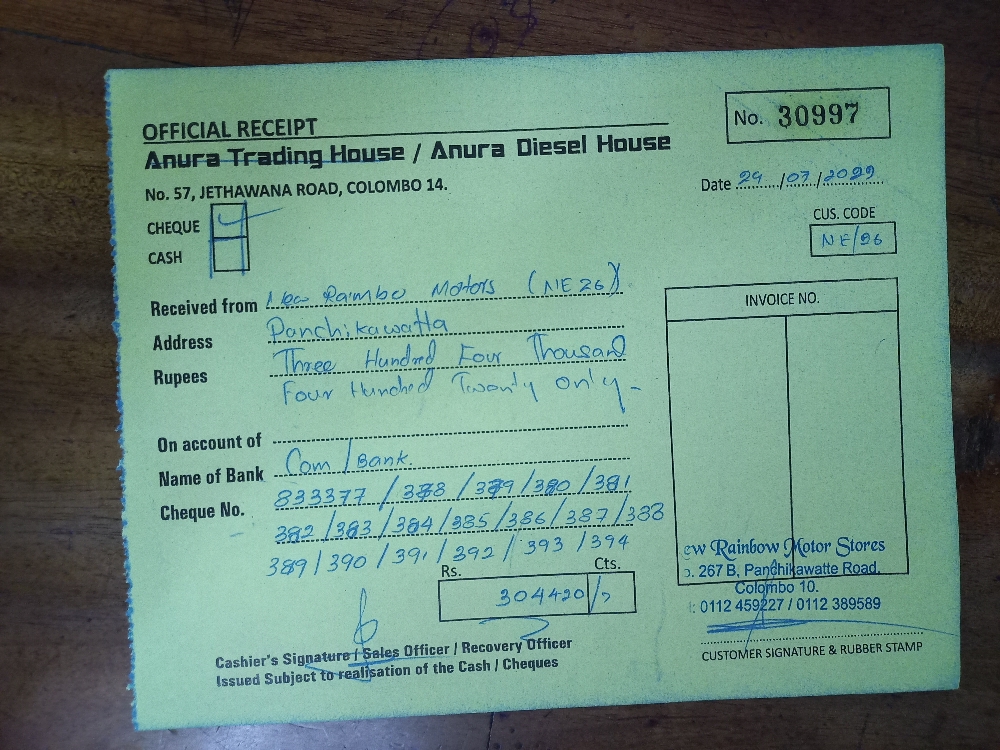 OFFICIAL RECEIPT
Anura Trading House / Anura Diesel House
No. 57, JETHAWANA ROAD, COLOMBO 14.
No. 30997
Date 29/07/2022
CUS. CODE
NE/26
CHEQUE
CASH
Received from New Raimbo Motors (NE26)
Address Panchikawatta
Rupees Three Hundred Four Thousand
Four Hundred Twenty only -
On account of
Name of Bank Com / Bank.
Cheque No. 833377 / 378 / 379 / 380 / 381
382 / 383 / 384 / 385 / 386 / 387 / 388
389 / 390 / 391 / 392 / 393 / 394
Rs. Cts.
304420/
INVOICE NO.
ew Rainbow Motor Stores
o. 267 B, Panchikawatte Road,
Colombo 10.
l: 0112 459227 / 0112 389589
CUSTOMER SIGNATURE & RUBBER STAMP
Cashier's Signature / Sales Officer / Recovery Officer
Issued Subject to realisation of the Cash / Cheques